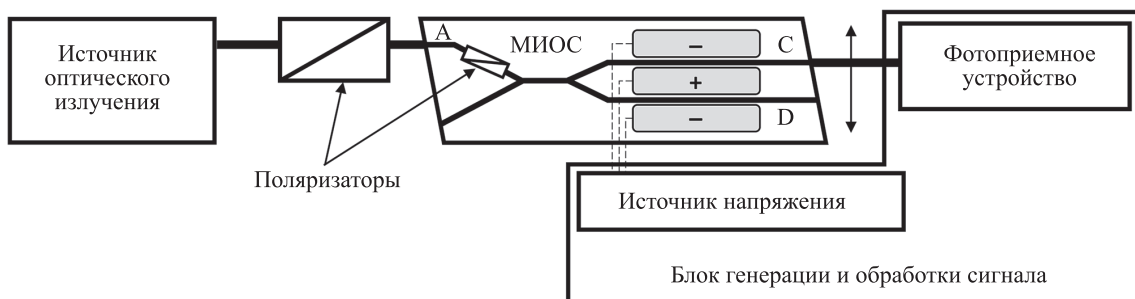 Источник
оптического
излучения
Поляризаторы
A
МИОС
–
+
–
C
D
Фотоприемное
устройство
Источник напряжения
Блок генерации и обработки сигнала